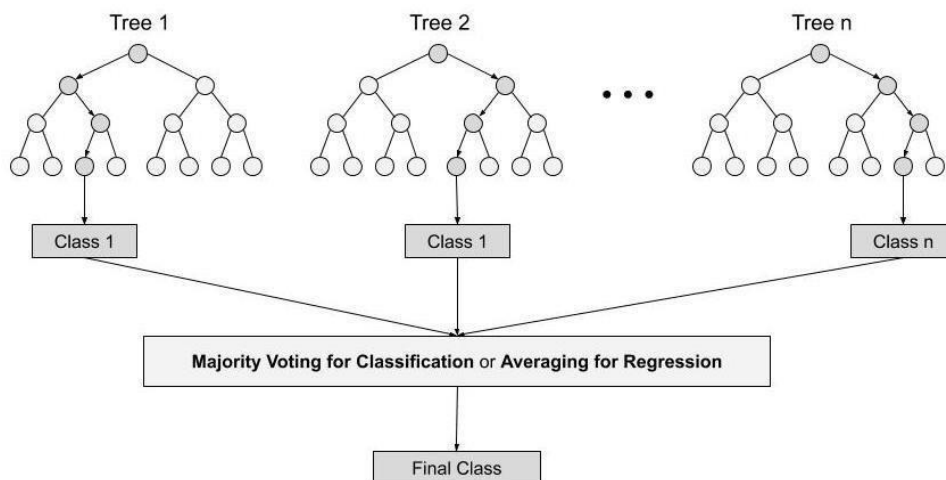 Tree 1
Tree 2
Tree n
Class 1
Class 1
Class n
Majority Voting for Classification or Averaging for Regression
Final Class